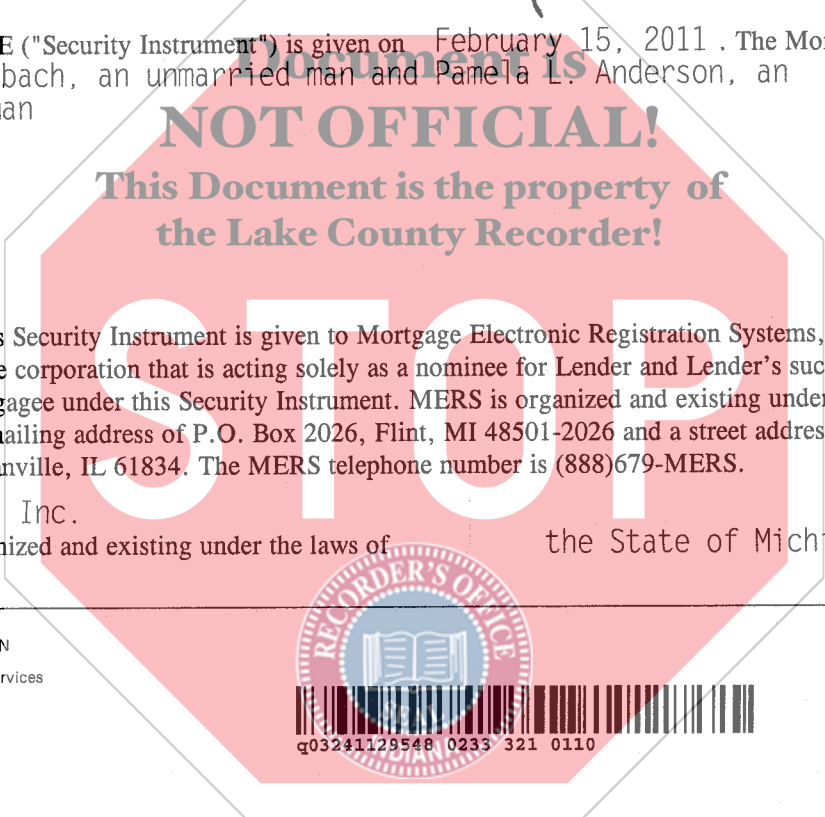 E ("Security Instrument") is given on February 15, 2011 . The Mo
bach, an unmarried man and Pamela L. Anderson, an
an
Document is
NOT OFFICIAL!
This Document is the property of
the Lake County Recorder!
STOP
s Security Instrument is given to Mortgage Electronic Registration Systems,
e corporation that is acting solely as a nominee for Lender and Lender's suc
gagee under this Security Instrument. MERS is organized and existing under
ailing address of P.O. Box 2026, Flint, MI 48501-2026 and a street addres
nville, IL 61834. The MERS telephone number is (888)679-MERS.
Inc.
nized and existing under the laws of the State of Mich
N
rvices
RECORDER'S OFFICE
SEAL
INDIANA
q03241129548 0233 321 0110